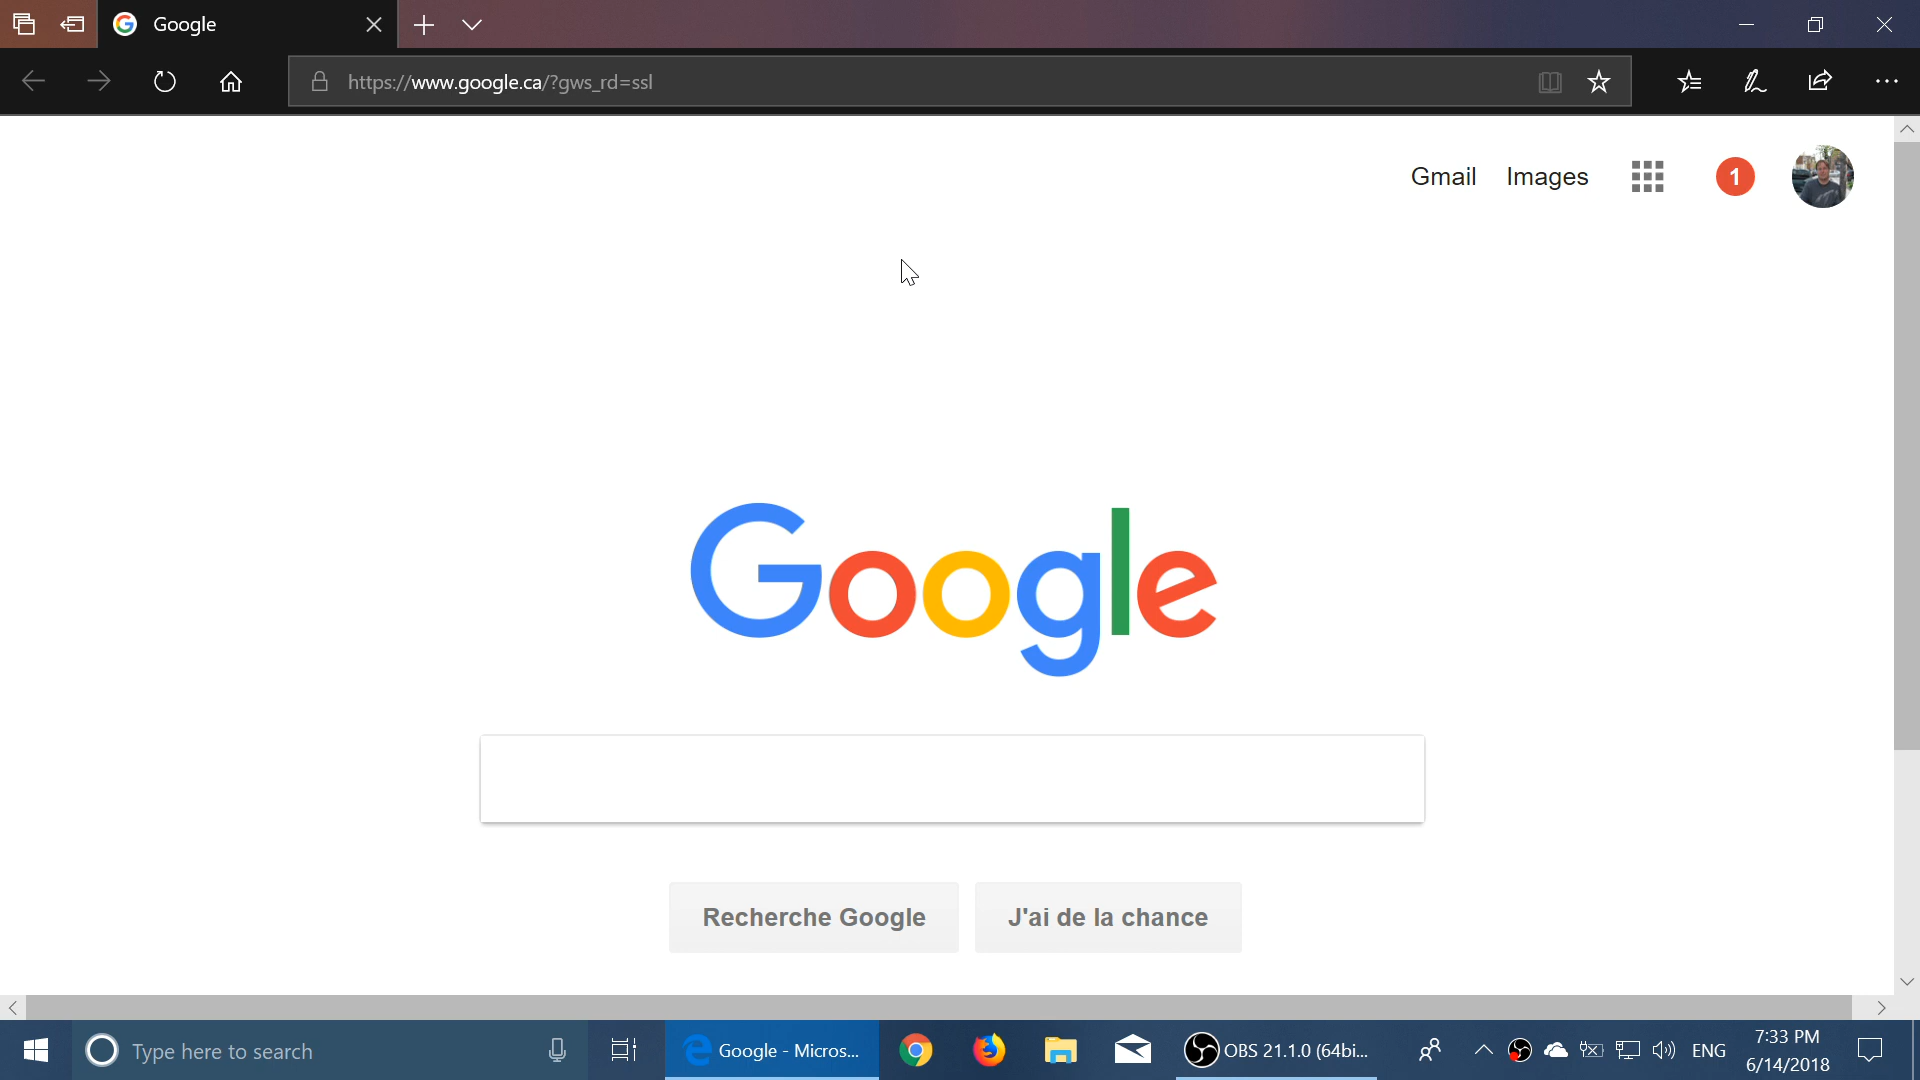 Google
https://www.google.ca/?gws_rd=ssl
Gmail Images 1
Google
Recherche Google J'ai de la chance
Type here to search Google - Micros... OBS 21.1.0 (64bi... ENG 7:33 PM
6/14/2018